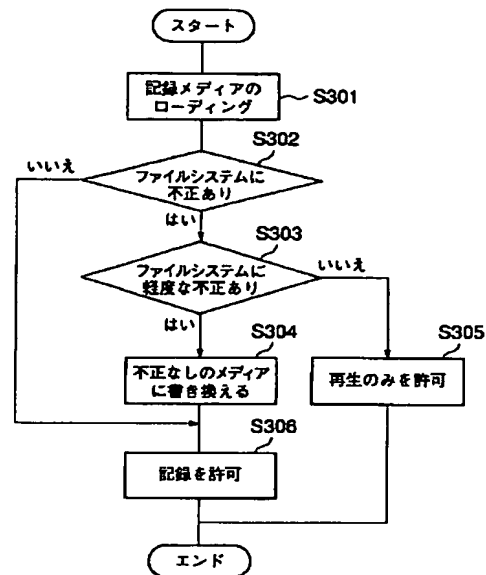 スタート
記録メディアの
ローディング
S301
S302
いいえ
ファイルシステムに
不正あり
はい
S303
ファイルシステムに
軽度な不正あり
いいえ
はい
S304
不正なしのメディア
に書き換える
S305
再生のみを許可
S306
記録を許可
エンド